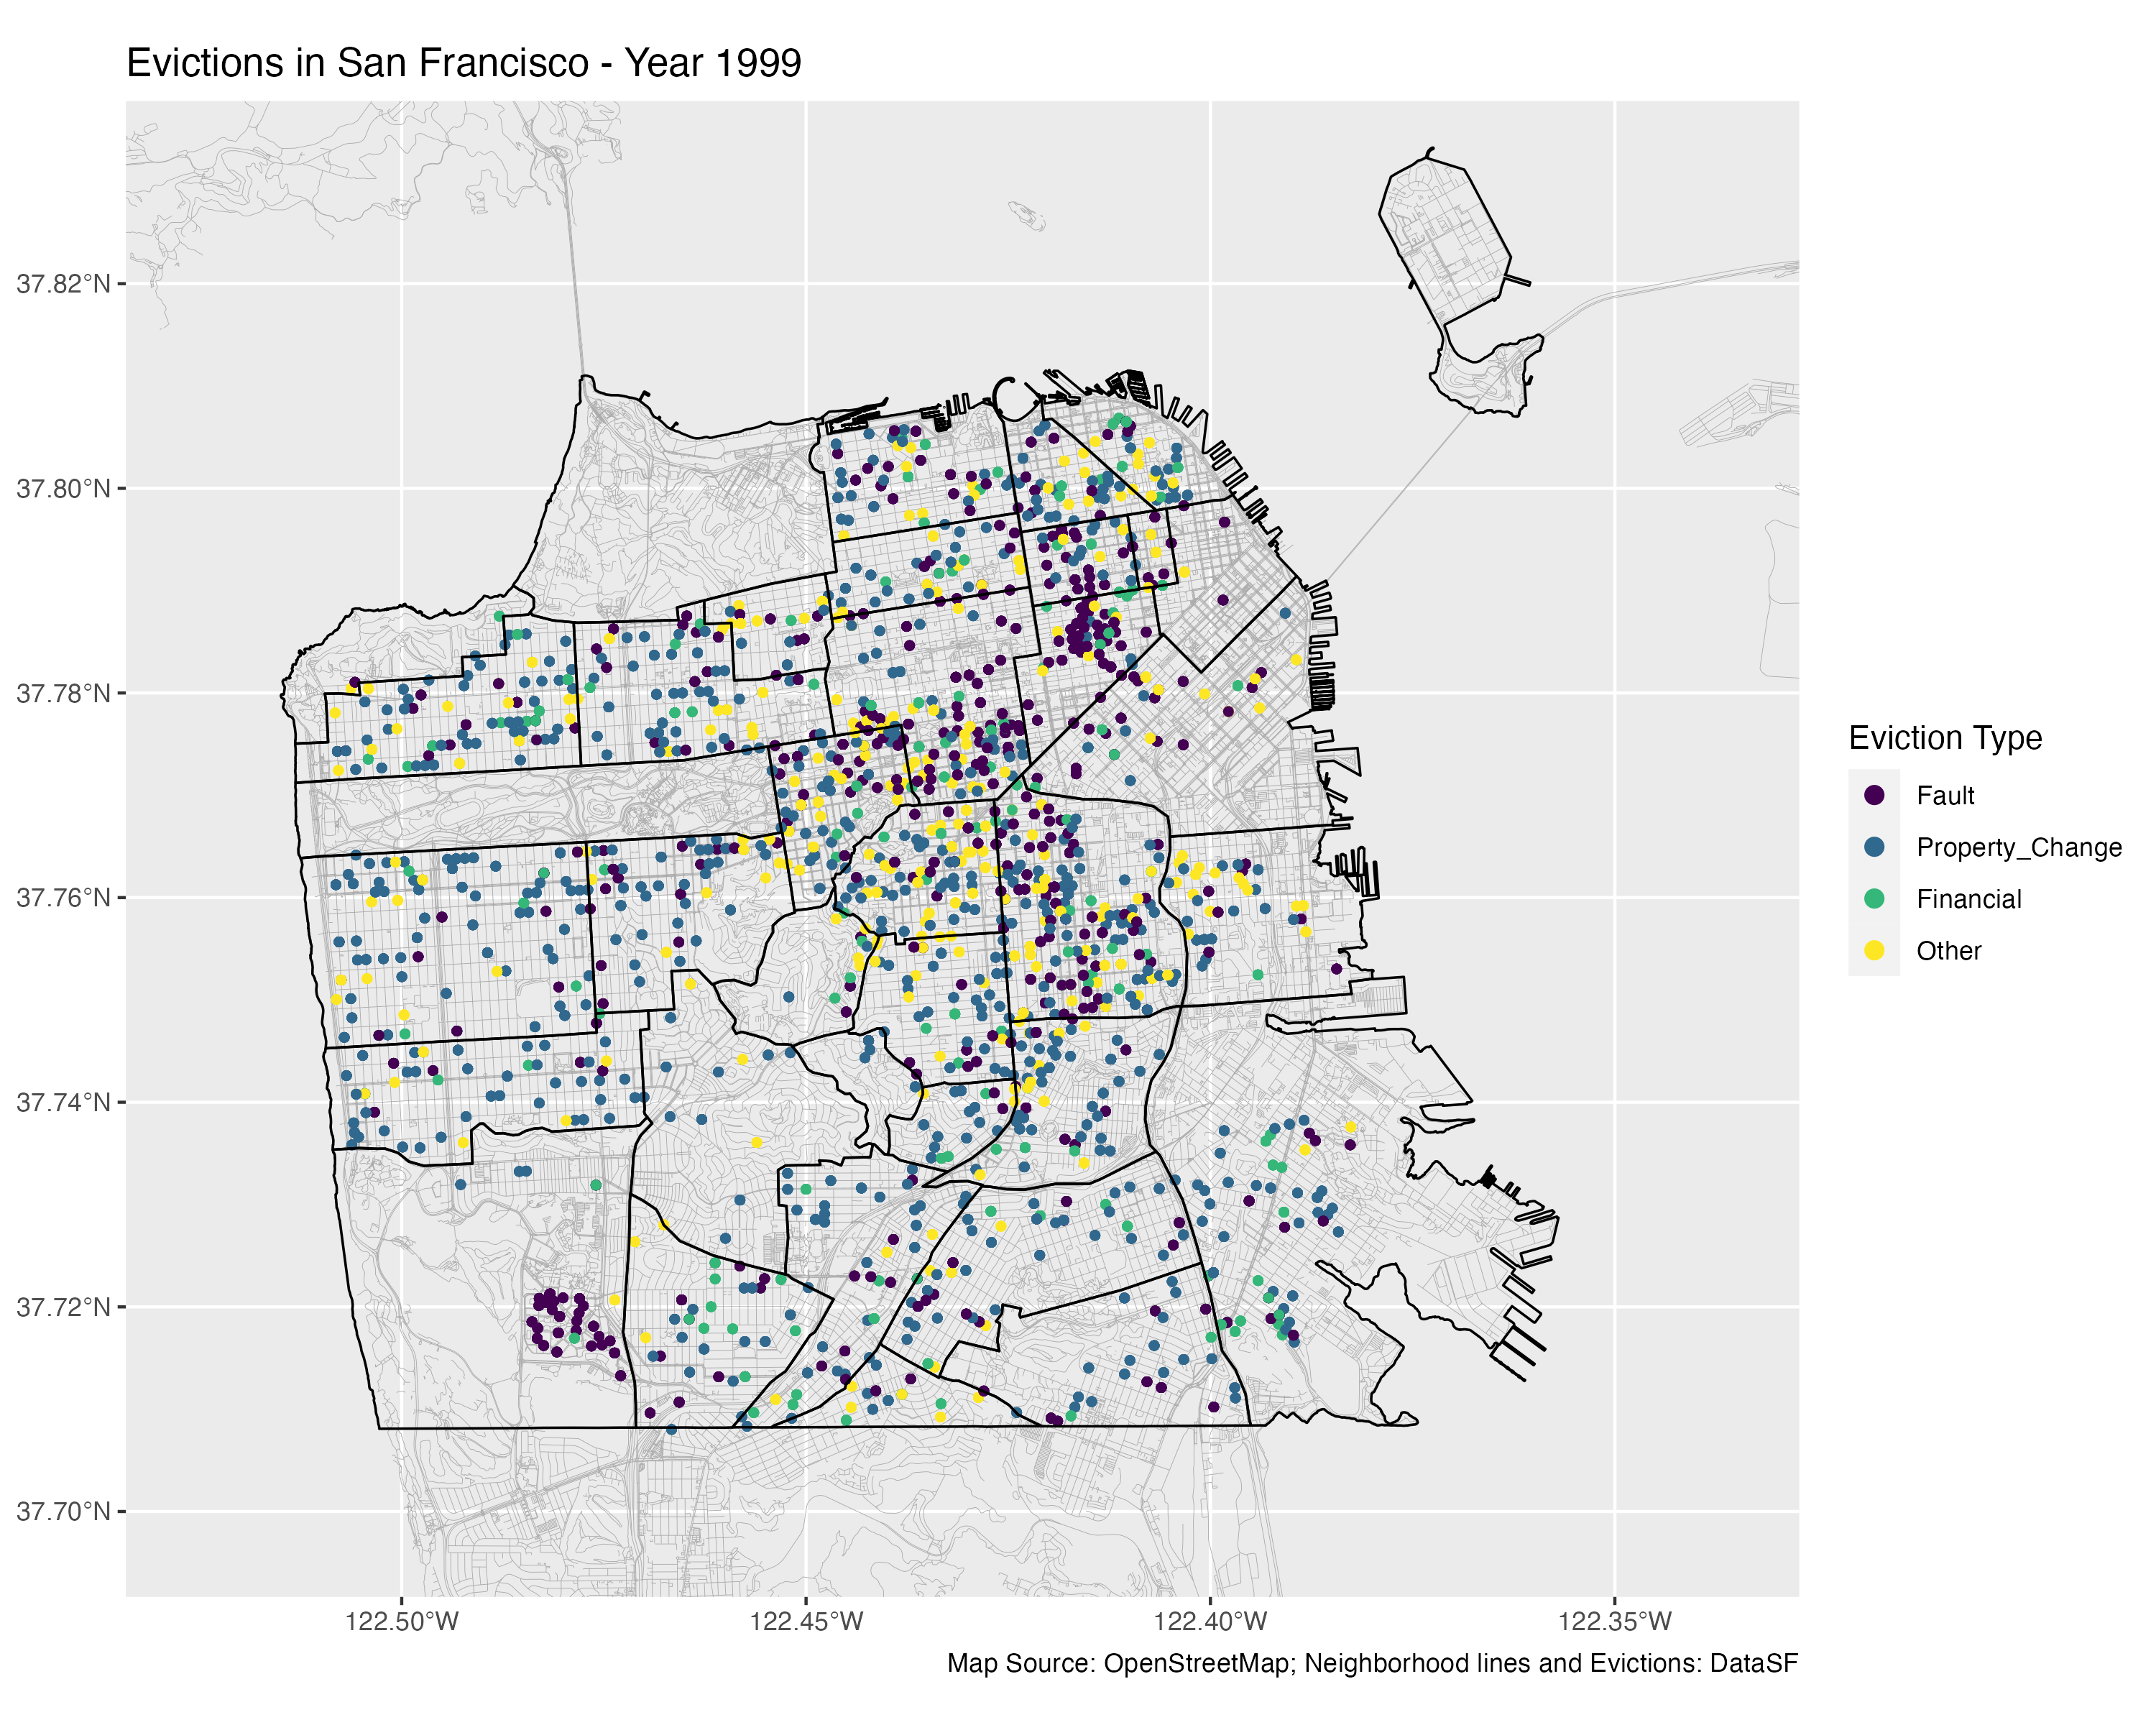 Evictions in San Francisco - Year 1999
37.82°N
37.80°N
37.78°N
37.76°N
37.74°N
37.72°N
37.70°N
122.50°W
122.45°W
122.40°W
122.35°W
Eviction Type
Fault
Property_Change
Financial
Other
Map Source: OpenStreetMap; Neighborhood lines and Evictions: DataSF